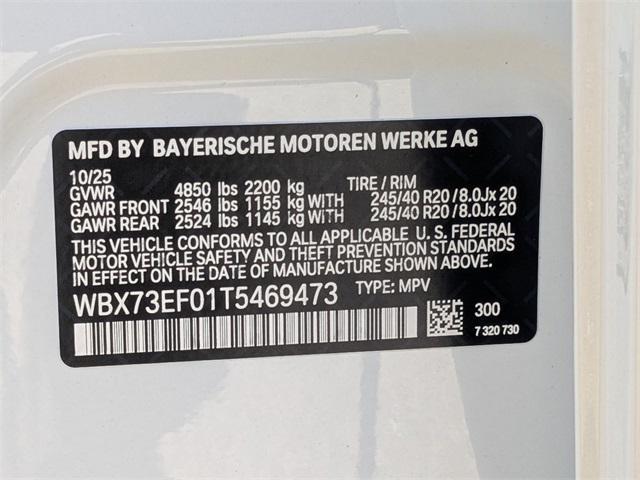 MFD BY BAYERISCHE MOTOREN WERKE AG
10/25
GVWR 4850 lbs 2200 kg TIRE / RIM
GAWR FRONT 2546 lbs 1155 kg WITH 245/40 R20 / 8.0Jx 20
GAWR REAR 2524 lbs 1145 kg WITH 245/40 R20 / 8.0Jx 20
THIS VEHICLE CONFORMS TO ALL APPLICABLE U. S. FEDERAL
MOTOR VEHICLE SAFETY AND THEFT PREVENTION STANDARDS
IN EFFECT ON THE DATE OF MANUFACTURE SHOWN ABOVE.
WBX73EF01T5469473 TYPE: MPV
300
7 320 730